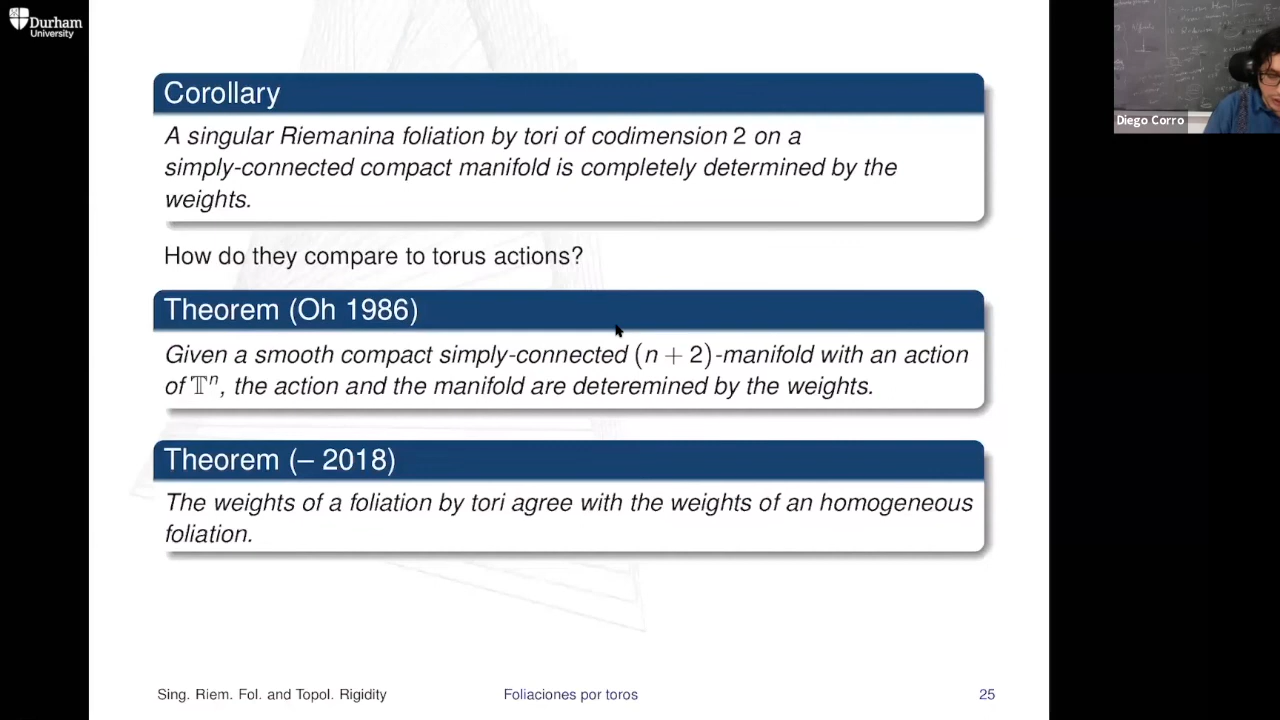 Durham
University
Corollary
A singular Riemanina foliation by tori of codimension 2 on a
simply-connected compact manifold is completely determined by the
weights.
How do they compare to torus actions?
Theorem (Oh 1986)
Given a smooth compact simply-connected (n + 2)-manifold with an action
of 𝕋ⁿ, the action and the manifold are deteremined by the weights.
Theorem (– 2018)
The weights of a foliation by tori agree with the weights of an homogeneous
foliation.
Sing. Riem. Fol. and Topol. Rigidity
Foliaciones por toros
25
Diego Corro